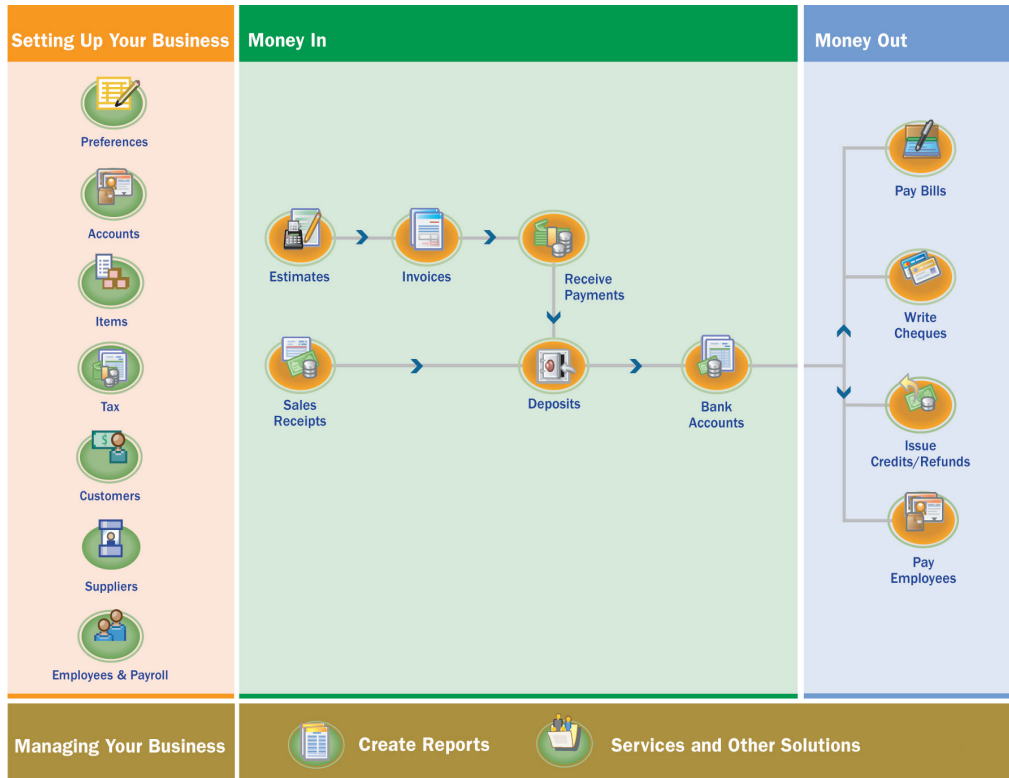 Setting Up Your Business
Money In
Money Out
Preferences
Accounts
Items
Tax
Customers
Suppliers
Employees & Payroll
Estimates
Invoices
Receive
Payments
Sales
Receipts
Deposits
Bank
Accounts
Pay Bills
Write
Cheques
Issue
Credits/Refunds
Pay
Employees
Managing Your Business
Create Reports
Services and Other Solutions